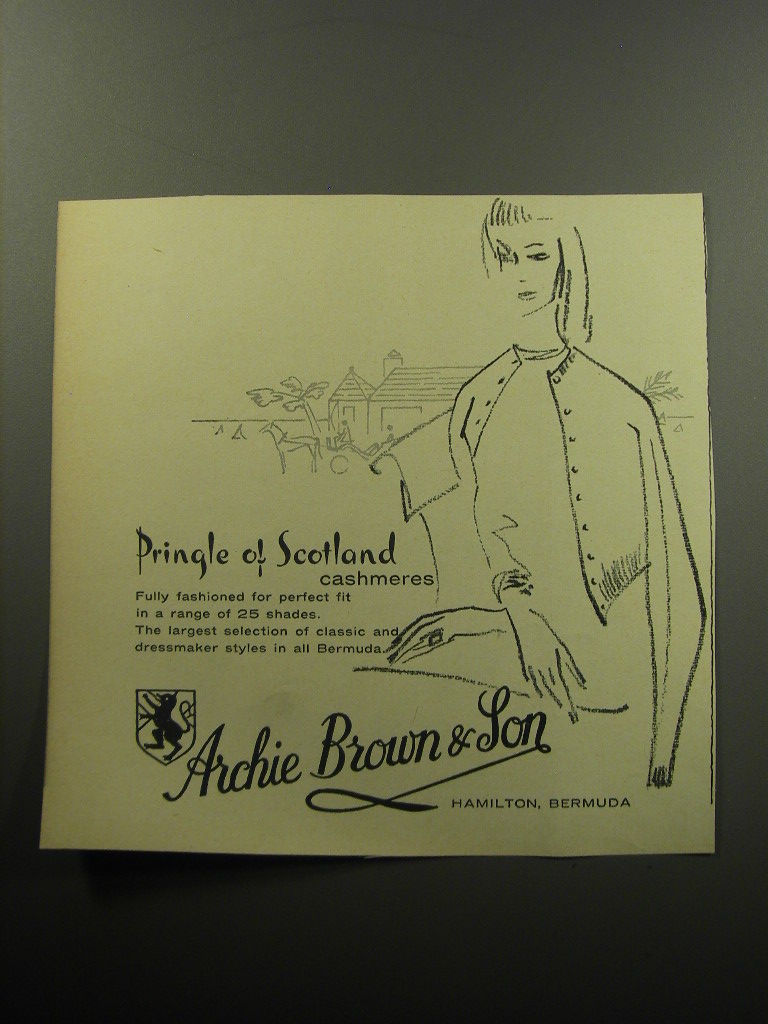 Pringle of Scotland
cashmeres
Fully fashioned for perfect fit
in a range of 25 shades.
The largest selection of classic and
dressmaker styles in all Bermuda.
Archie Brown & Son
HAMILTON, BERMUDA